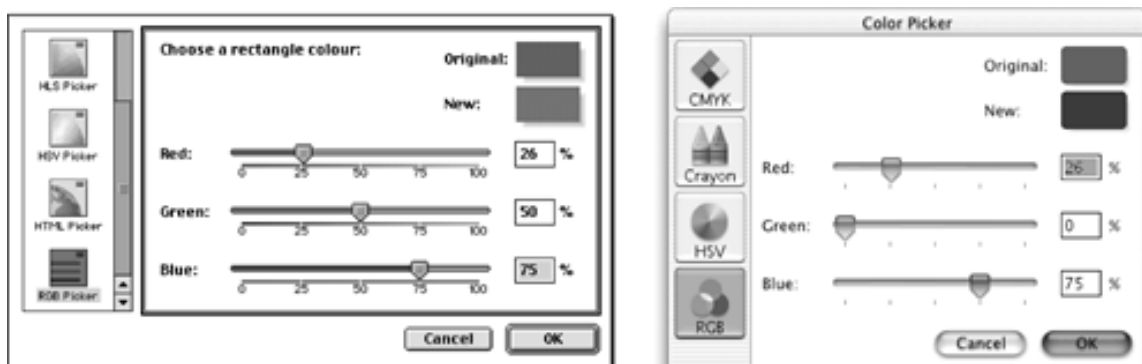 HLS Picker
HSV Picker
HTML Picker
RGB Picker
Choose a rectangle colour:
Original:
New:
Red:
0 25 50 75 100
26 %
Green:
0 25 50 75 100
50 %
Blue:
0 25 50 75 100
75 %
Cancel
OK
Color Picker
CMYK
Crayon
HSV
RGB
Original:
New:
Red:
26 %
Green:
0 %
Blue:
75 %
Cancel
OK